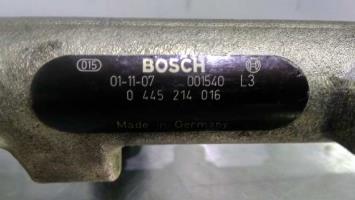 015 BOSCH
01-11-07 001540 L3
0 445 214 016
Made in Germany